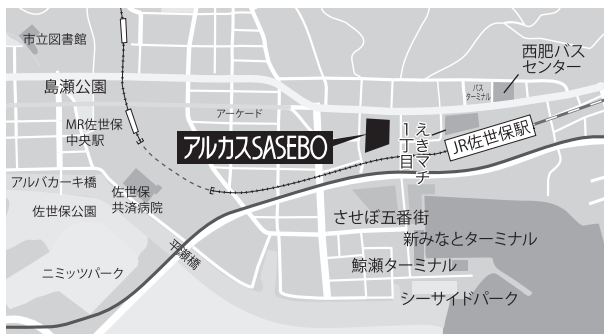 市立図書館
西肥バス
センター
島瀬公園
バス
ターミナル
アーケード
MR佐世保
中央駅
アルカスSASEBO
えきマチ
1丁目
JR佐世保駅
アルバカーキ橋
佐世保
共済病院
佐世保公園
させぼ五番街
平瀬橋
新みなとターミナル
ニミッツパーク
鯨瀬ターミナル
シーサイドパーク